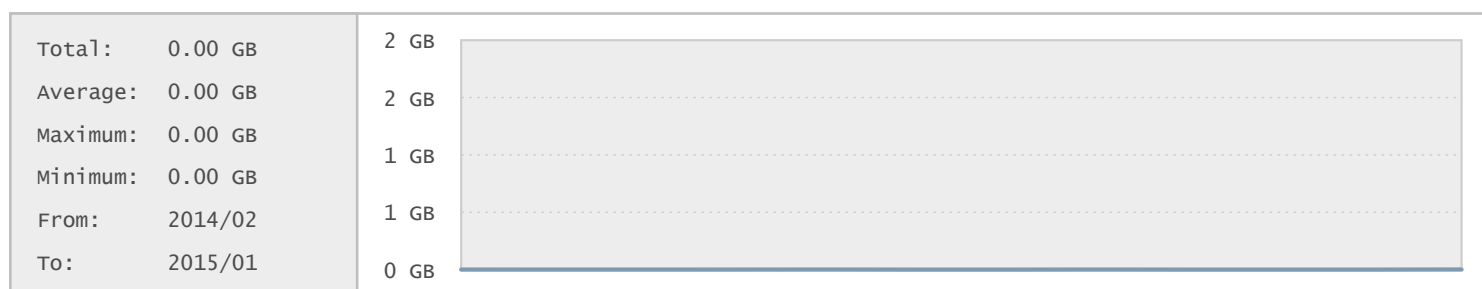 Total: 0.00 GB
Average: 0.00 GB
Maximum: 0.00 GB
Minimum: 0.00 GB
From: 2014/02
To: 2015/01
2 GB
2 GB
1 GB
1 GB
0 GB